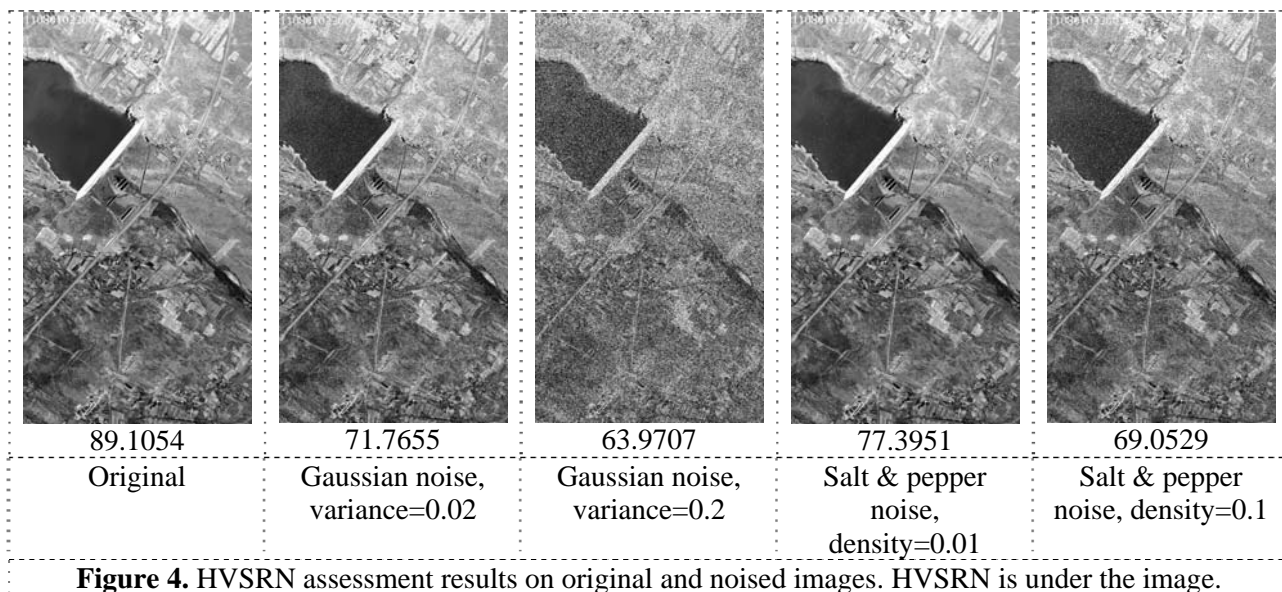 89.1054
71.7655
63.9707
77.3951
69.0529
Original
Gaussian noise,
variance=0.02
Gaussian noise,
variance=0.2
Salt & pepper
noise,
density=0.01
Salt & pepper
noise, density=0.1
Figure 4. HVSRN assessment results on original and noised images. HVSRN is under the image.